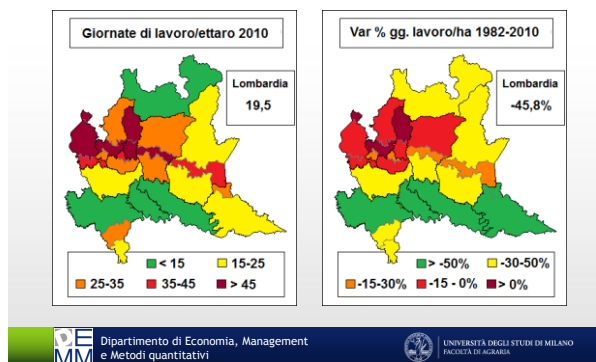 Giornate di lavoro/ettaro 2010
Lombardia
19,5
< 15
15-25
25-35
35-45
> 45
Var % gg. lavoro/ha 1982-2010
Lombardia
-45,8%
> -50%
-30-50%
-15-30%
-15 - 0%
> 0%
DEMM
Dipartimento di Economia, Management
e Metodi quantitativi
UNIVERSITÀ DEGLI STUDI DI MILANO
FACOLTÀ DI AGRARIA